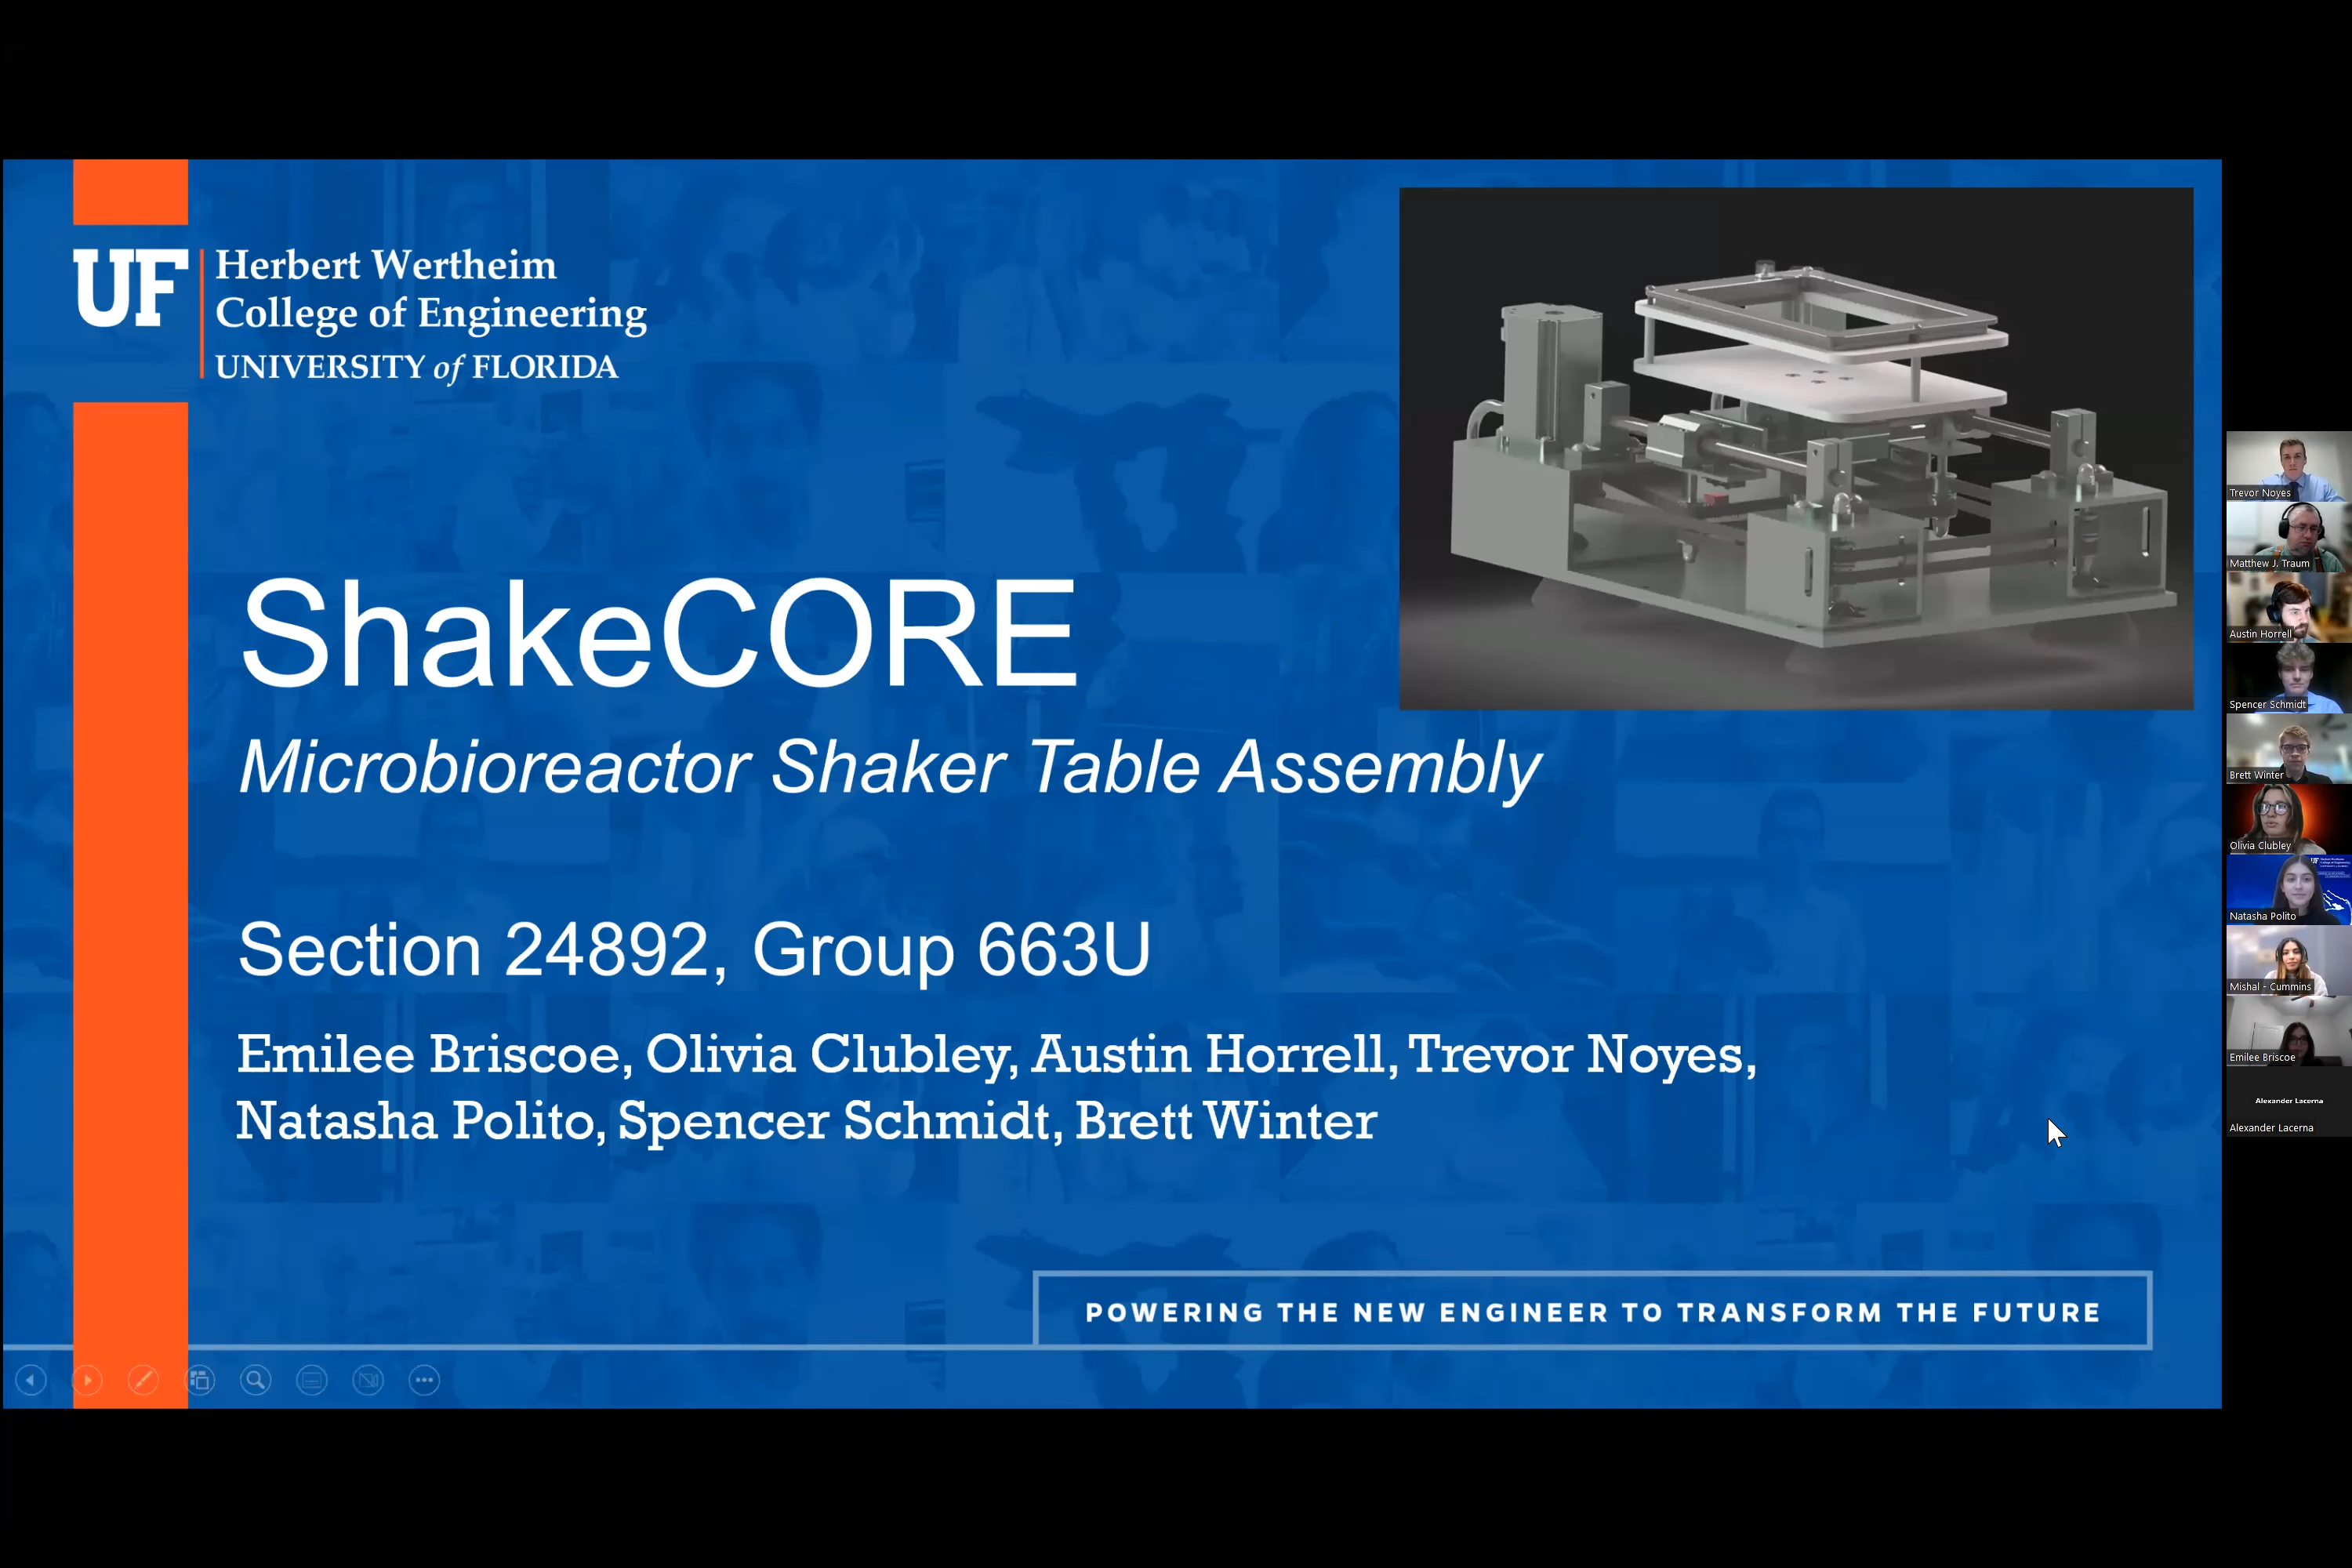 UF
Herbert Wertheim
College of Engineering
UNIVERSITY of FLORIDA
ShakeCORE
Microbioreactor Shaker Table Assembly
Section 24892, Group 663U
Emilee Briscoe, Olivia Clubley, Austin Horrell, Trevor Noyes,
Natasha Polito, Spencer Schmidt, Brett Winter
POWERING THE NEW ENGINEER TO TRANSFORM THE FUTURE
Trevor Noyes
Matthew J. Traum
Austin Horrell
Spencer Schmidt
Brett Winter
Olivia Clubley
Natasha Polito
Mishal - Cummins
Emilee Briscoe
Alexander Lacerna
Alexander Lacerna